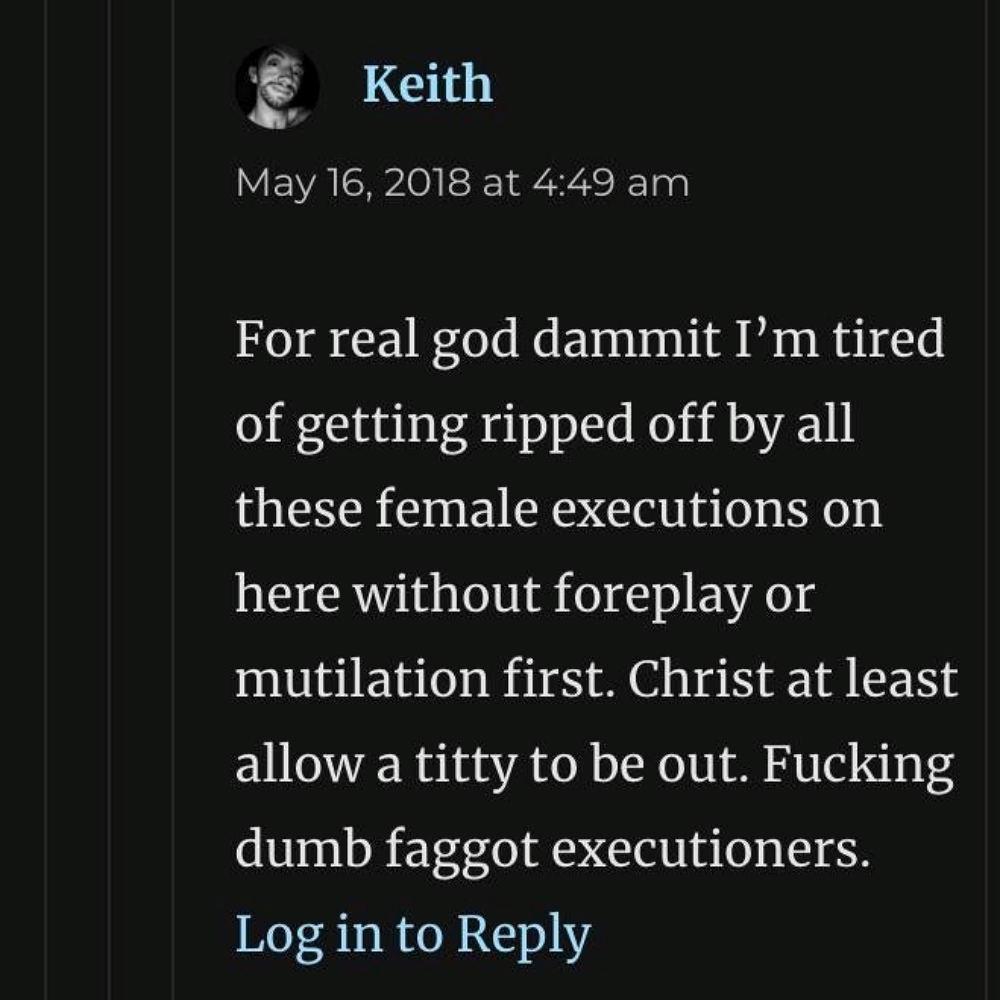 Keith
May 16, 2018 at 4:49 am
For real god dammit I’m tired
of getting ripped off by all
these female executions on
here without foreplay or
mutilation first. Christ at least
allow a titty to be out. Fucking
dumb faggot executioners.
Log in to Reply